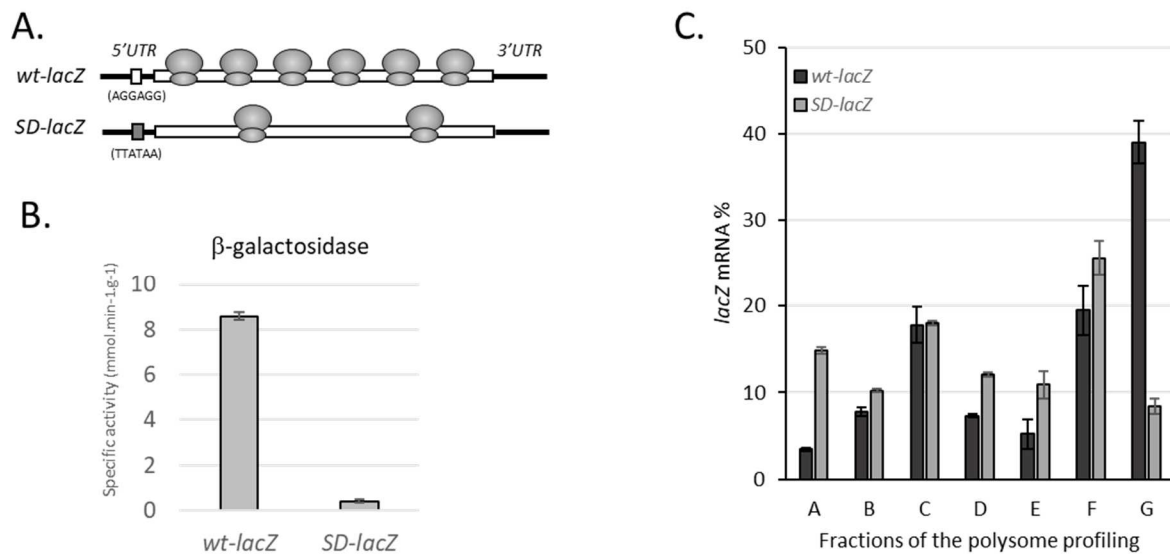 A.
5'UTR
3'UTR
wt-lacZ
(AGGAGG)
SD-lacZ
(TTATAA)
B.
β-galactosidase
Specific activity (mmol.min-1.g-1)
10
8
6
4
2
0
wt-lacZ
SD-lacZ
C.
50
40
30
20
10
0
lacZ mRNA %
wt-lacZ
SD-lacZ
A B C D E F G
Fractions of the polysome profiling